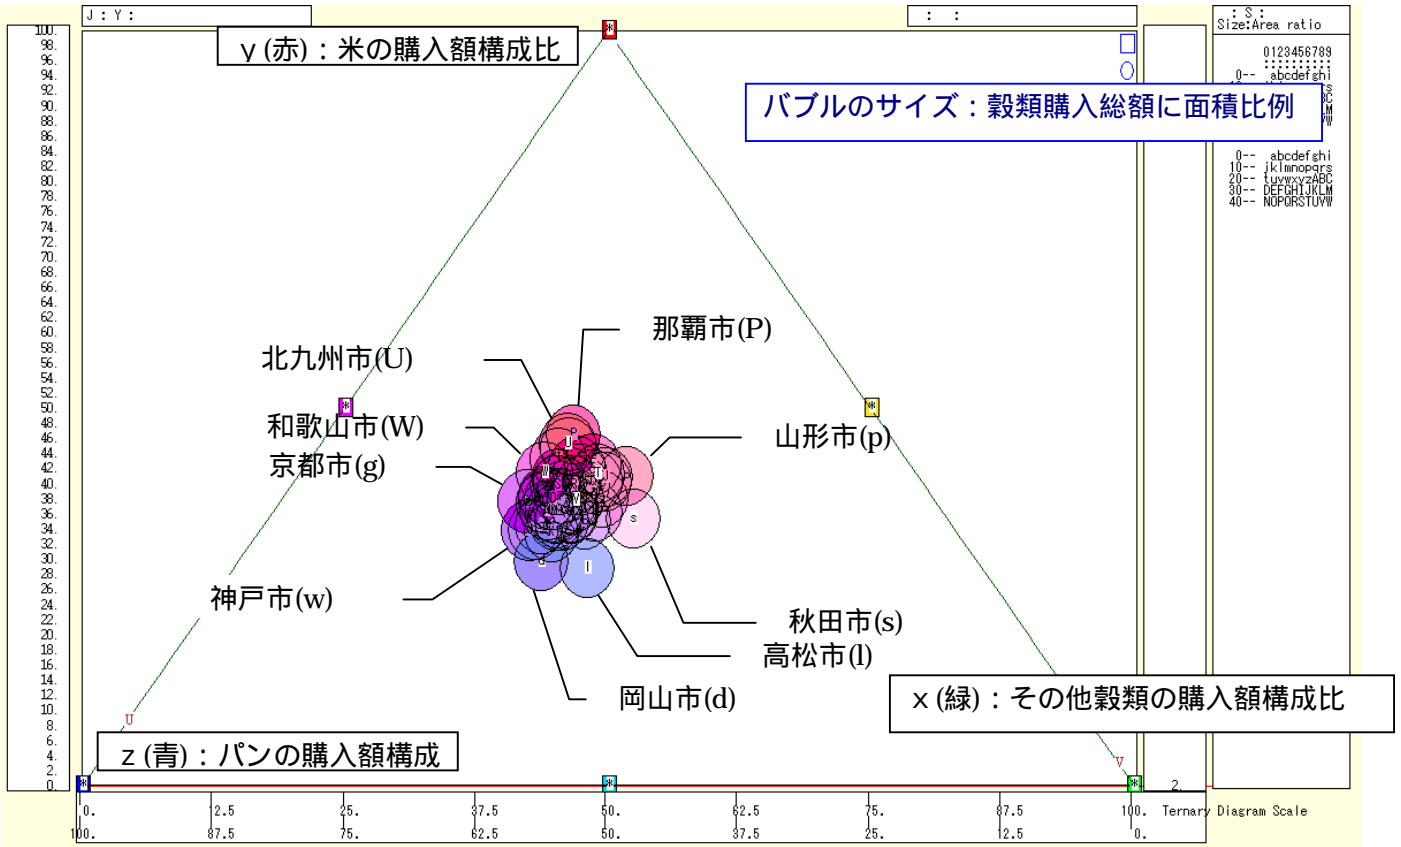 J : Y :
: :
: S :
Size:Area ratio
y (赤)：米の購入額構成比
バブルのサイズ：穀類購入総額に面積比例
0123456789
0-- abcdefghi
0-- abcdefghi
10-- jklmnopqrs
20-- tuvwxyzABC
30-- DEFGHIJKLM
40-- NOPQRSTUVW
100.
98.
96.
94.
92.
90.
88.
86.
84.
82.
80.
78.
76.
74.
72.
70.
68.
66.
64.
62.
60.
58.
56.
54.
52.
50.
48.
46.
44.
42.
40.
38.
36.
34.
32.
30.
28.
26.
24.
22.
20.
18.
16.
14.
12.
10.
8.
6.
4.
2.
0.
那覇市(P)
北九州市(U)
和歌山市(W)
京都市(g)
山形市(p)
神戸市(w)
秋田市(s)
高松市(l)
岡山市(d)
P
W
T
V
s
l
U
V
x (緑)：その他穀類の購入額構成比
z (青)：パンの購入額構成
2.
0. 12.5 25. 37.5 50. 62.5 75. 87.5 100. Ternary Diagram Scale
100. 87.5 75. 62.5 50. 37.5 25. 12.5 0.